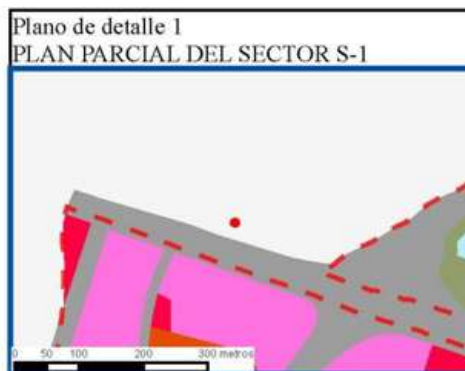 Plano de detalle 1
PLAN PARCIAL DEL SECTOR S-1
0 50 100 200 300 metros